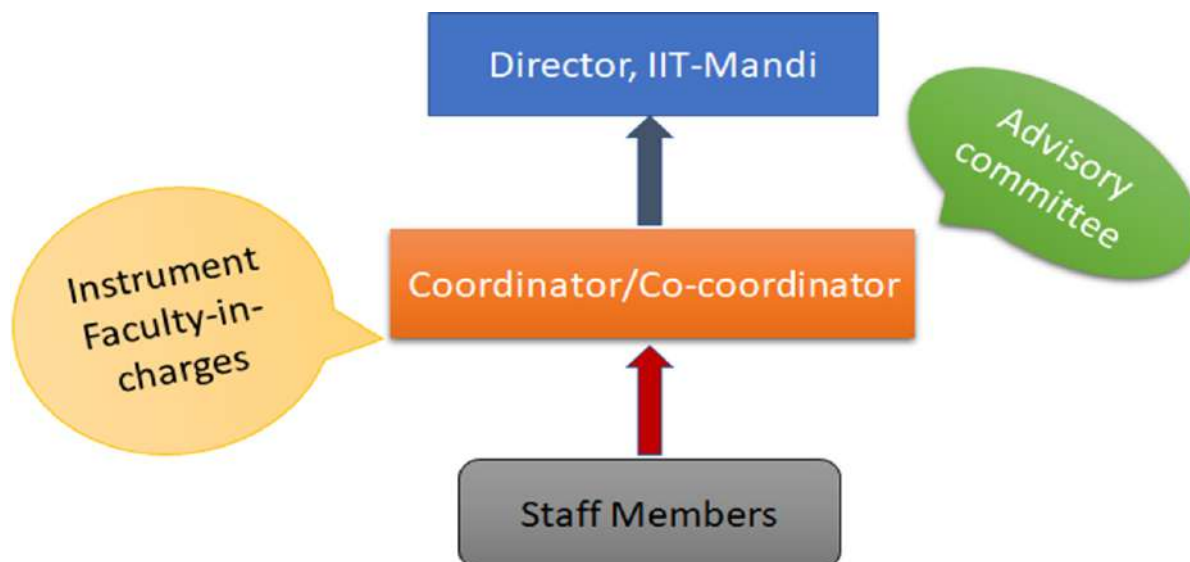 Director, IIT-Mandi
Advisory
committee
Instrument
Faculty-in-
charges
Coordinator/Co-coordinator
Staff Members